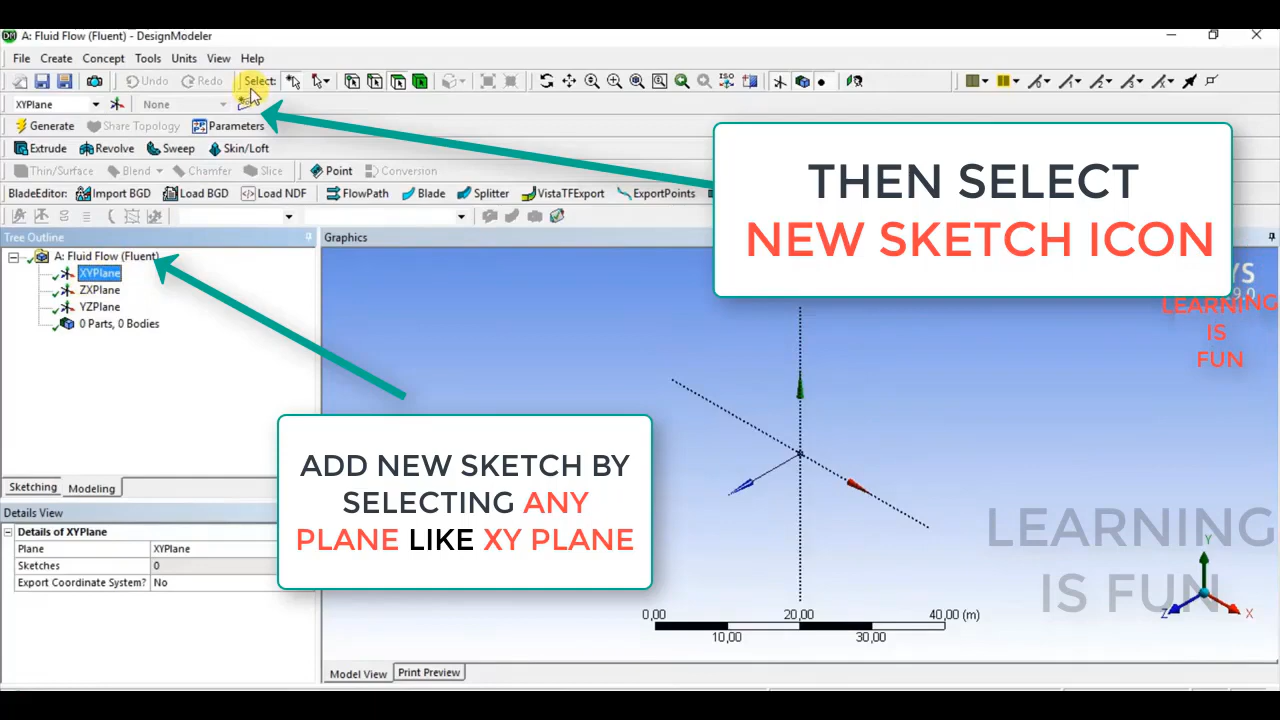 A: Fluid Flow (Fluent) - DesignModeler
File Create Concept Tools Units View Help
Undo Redo Select: ISO
XYPlane None
Generate Share Topology Parameters
Extrude Revolve Sweep Skin/Loft
Thin/Surface Blend Chamfer Slice Point Conversion
BladeEditor: Import BGD Load BGD Load NDF FlowPath Blade Splitter VistaTFExport ExportPoints
THEN SELECT
NEW SKETCH ICON
Tree Outline
A: Fluid Flow (Fluent)
XYPlane
ZXPlane
YZPlane
0 Parts, 0 Bodies
Graphics
LEARNING
IS
FUN
ADD NEW SKETCH BY
SELECTING ANY
PLANE LIKE XY PLANE
Sketching Modeling
Details View
Details of XYPlane
Plane XYPlane
Sketches 0
Export Coordinate System? No
LEARNING
IS FUN
Y
Z X
0,00 20,00 40,00 (m)
10,00 30,00
Model View Print Preview